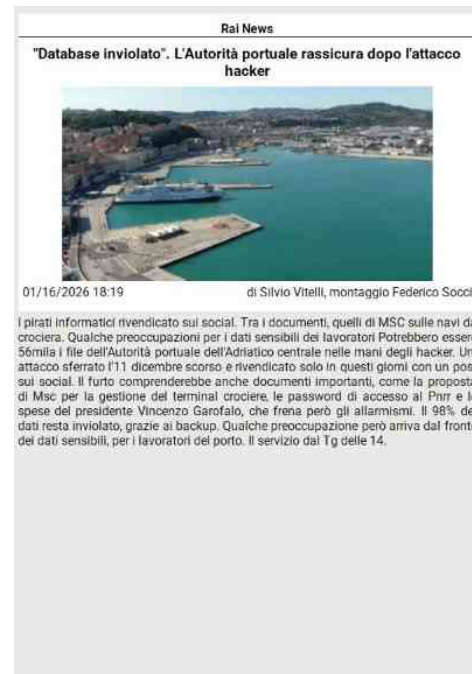 Rai News
"Database inviolato". L'Autorità portuale rassicura dopo l'attacco
hacker
01/16/2026 18:19
di Silvio Vitelli, montaggio Federico Socci
I pirati informatici rivendicato sui social. Tra i documenti, quelli di MSC sulle navi da
crociera. Qualche preoccupazioni per i dati sensibili dei lavoratori Potrebbero esser
56mila i file dell'Autorità portuale dell'Adriatico centrale nelle mani degli hacker. Un
attacco sferrato l'11 dicembre scorso e rivendicato solo in questi giorni con un pos
sui social. Il furto comprenderebbe anche documenti importanti, come la proposta
di Msc per la gestione del terminal crociere, le password di accesso al Pnrr e l
spese del presidente Vincenzo Garofalo, che frena però gli allarmismi. Il 98% de
dati resta inviolato, grazie ai backup. Qualche preoccupazione però arriva dal front
dei dati sensibili, per i lavoratori del porto. Il servizio dal Tg delle 14.